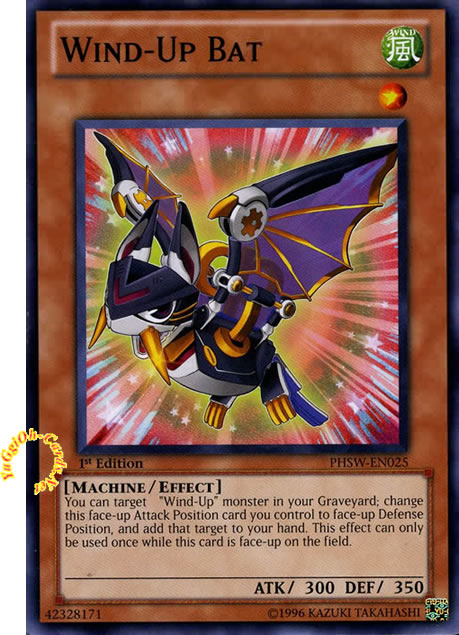 WIND-UP BAT
WIND
風
1st Edition
PHSW-EN025
YuGiOh-Cards.Net
[MACHINE / EFFECT]
You can target "Wind-Up" monster in your Graveyard; change
this face-up Attack Position card you control to face-up Defense
Position, and add that target to your hand. This effect can only
be used once while this card is face-up on the field.
ATK/ 300 DEF/ 350
42328171
©1996 KAZUKI TAKAHASHI